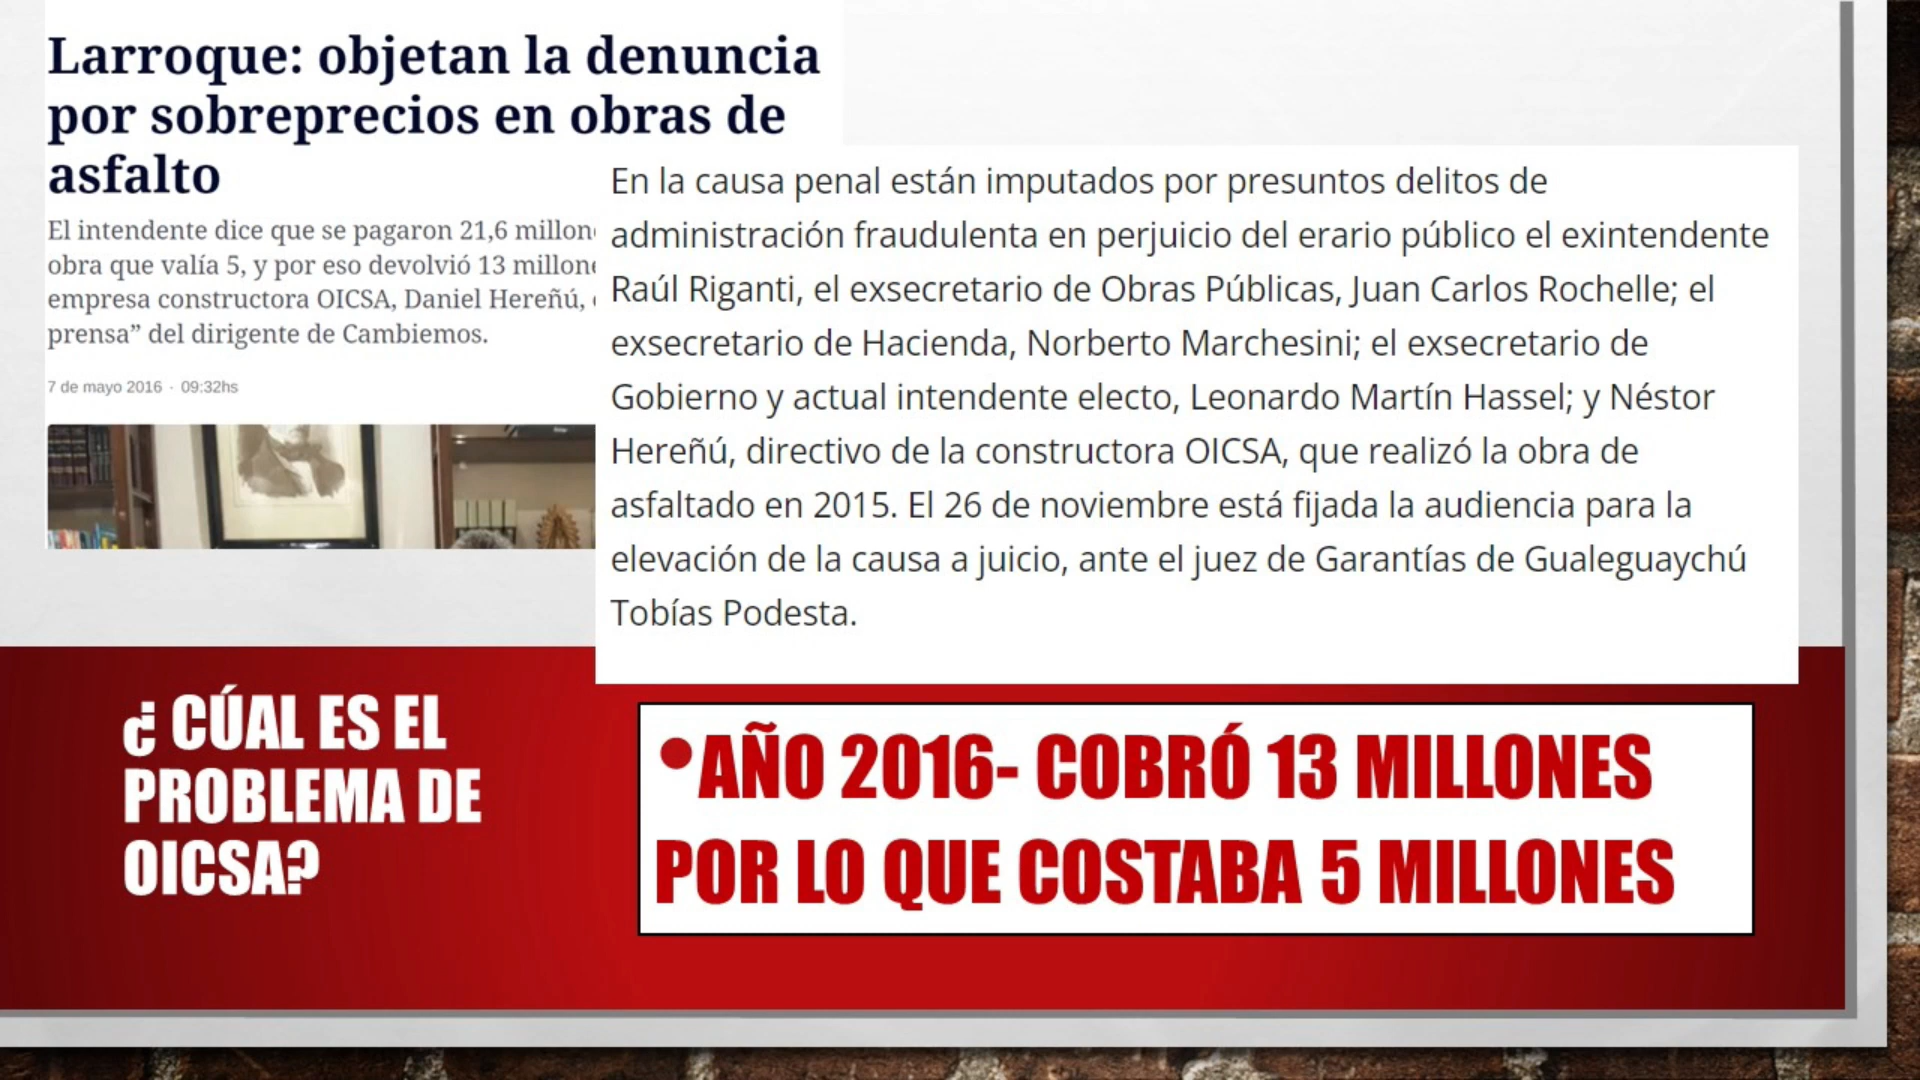 Larroque: objetan la denuncia
por sobreprecios en obras de
asfalto
El intendente dice que se pagaron 21,6
obra que valía 5, y por eso devolvió 13
empresa constructora OICSA, Daniel Hereñú,
prensa” del dirigente de Cambiemos.
7 de mayo 2016 · 09:32hs
En la causa penal están imputados por presuntos delitos de
administración fraudulenta en perjuicio del erario público el exintendente
Raúl Riganti, el exsecretario de Obras Públicas, Juan Carlos Rochelle; el
exsecretario de Hacienda, Norberto Marchesini; el exsecretario de
Gobierno y actual intendente electo, Leonardo Martín Hassel; y Néstor
Hereñú, directivo de la constructora OICSA, que realizó la obra de
asfaltado en 2015. El 26 de noviembre está fijada la audiencia para la
elevación de la causa a juicio, ante el juez de Garantías de Gualeguaychú
Tobías Podesta.
¿ CÚAL ES EL
PROBLEMA DE
OICSA?
•AÑO 2016- COBRÓ 13 MILLONES
POR LO QUE COSTABA 5 MILLONES